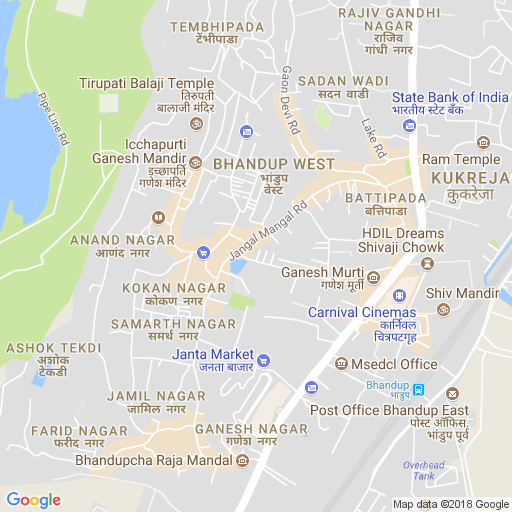 TEMBHIPADA
टेंभीपाडा
RAJIV GANDHI
NAGAR
राजिव
गांधी नगर
Pipe Line Rd
Tirupati Balaji Temple
तिरुपती
बालाजी मंदिर
Gaon Devi Rd
SADAN WADI
सदन वाडी
State Bank of India
भारतीय स्टेट बँक
Lake Rd
Icchapurti
Ganesh Mandir
इच्छापूर्ति
गणेश मंदिर
BHANDUP WEST
भांडुप
वेस्ट
Ram Temple
KUKREJA
कुकरेजा
BATTIPADA
बत्तिपाडा
Jangal Mangal Rd
ANAND NAGAR
आणंद नगर
HDIL Dreams
Shivaji Chowk
Ganesh Murti
गणेश मूर्ती
KOKAN NAGAR
कोकण नगर
Shiv Mandir
Carnival Cinemas
कार्निवल
चित्रपटगृह
SAMARTH NAGAR
समर्थ नगर
ASHOK TEKDI
अशोक
टेकडी
Janta Market
जनता बाजार
Msedcl Office
Bhandup
भांडुप
JAMIL NAGAR
जामिल नगर
Post Office Bhandup East
पोस्ट ऑफिस,
भांडुप पूर्व
FARID NAGAR
फरीद नगर
GANESH NAGAR
गणेश नगर
Bhandupcha Raja Mandal
Overhead
Tank
Google
Map data ©2018 Google